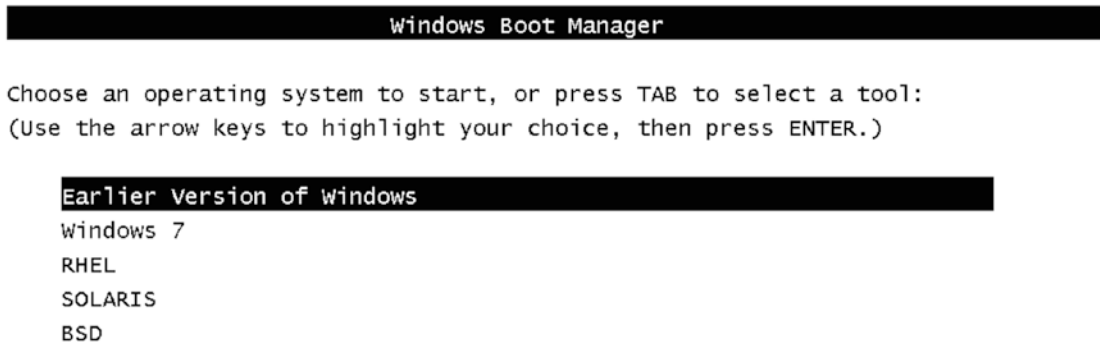 Windows Boot Manager
Choose an operating system to start, or press TAB to select a tool:
(Use the arrow keys to highlight your choice, then press ENTER.)
Earlier Version of Windows
Windows 7
RHEL
SOLARIS
BSD